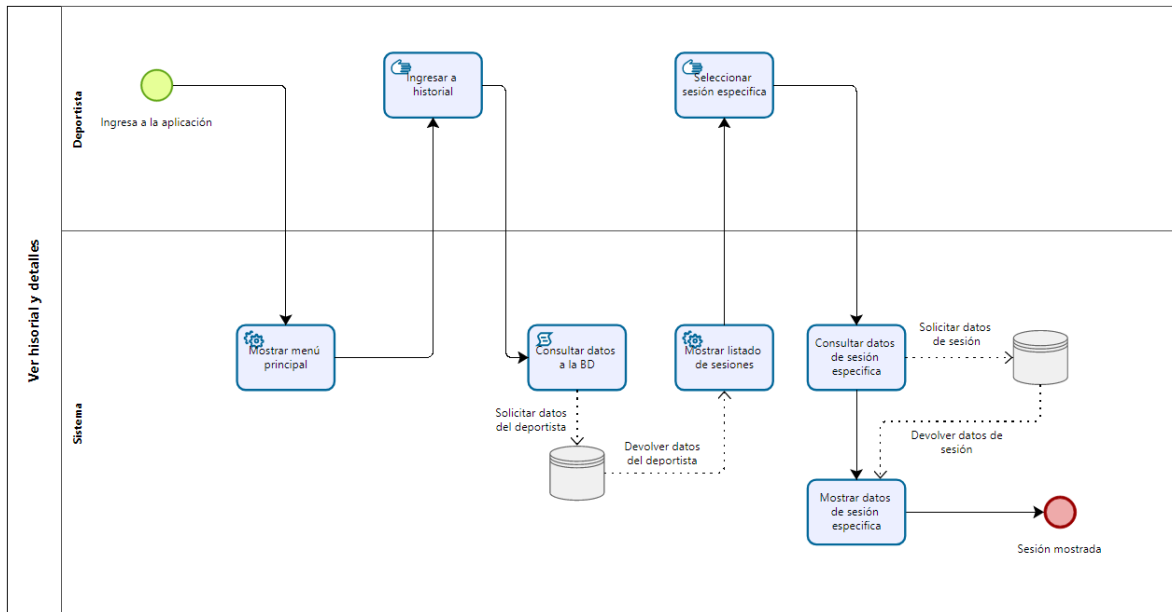 Ver hisorial y detalles
Deportista
Ingresa a la aplicación
Ingresar a
historial
Seleccionar
sesión especifica
Sistema
Mostrar menú
principal
Consultar datos
a la BD
Solicitar datos
del deportista
Devolver datos
del deportista
Mostrar listado
de sesiones
Consultar datos
de sesión
especifica
Solicitar datos
de sesión
Devolver datos de
sesión
Mostrar datos
de sesión
especifica
Sesión mostrada